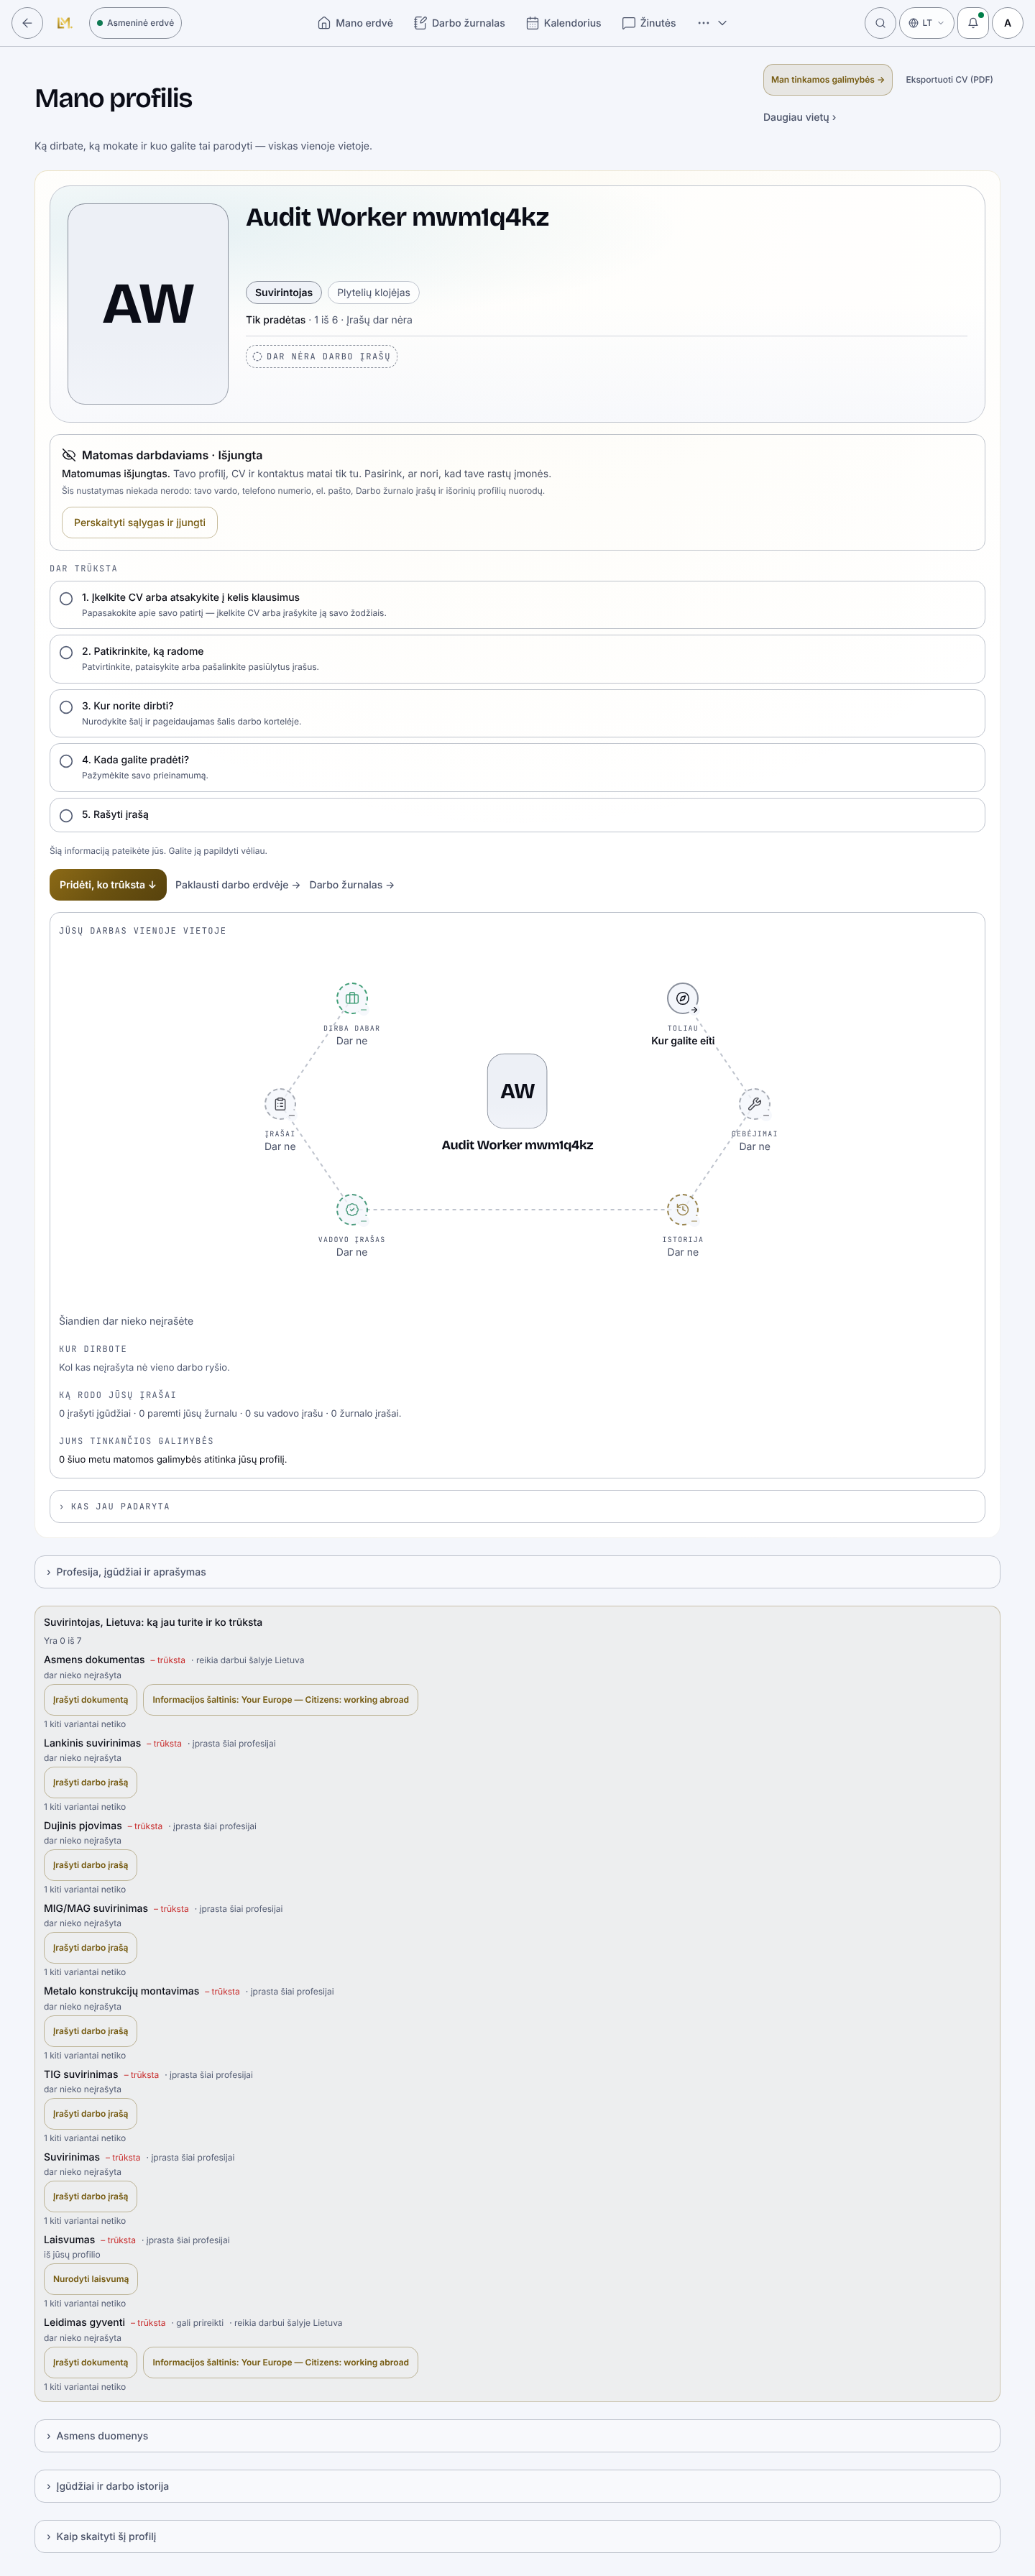 LM
Asmeninė erdvė
Mano erdvė
Darbo žurnalas
Kalendorius
Žinutės
LT
A
Mano profilis
Man tinkamos galimybės →
Eksportuoti CV (PDF)
Daugiau vietų ›
Ką dirbate, ką mokate ir kuo galite tai parodyti — viskas vienoje vietoje.
AW
Audit Worker mwm1q4kz
Suvirintojas
Plytelių klojėjas
Tik pradėtas · 1 iš 6 · Įrašų dar nėra
DAR NĖRA DARBO ĮRAŠŲ
Matomas darbdaviams · Išjungta
Matomumas išjungtas. Tavo profilį, CV ir kontaktus matai tik tu. Pasirink, ar nori, kad tave rastų įmonės.
Šis nustatymas niekada nerodo: tavo vardo, telefono numerio, el. pašto, Darbo žurnalo įrašų ir išorinių profilių nuorodų.
Perskaityti sąlygas ir įjungti
DAR TRŪKSTA
1. Įkelkite CV arba atsakykite į kelis klausimus
Papasakokite apie savo patirtį — įkelkite CV arba įrašykite ją savo žodžiais.
2. Patikrinkite, ką radome
Patvirtinkite, pataisykite arba pašalinkite pasiūlytus įrašus.
3. Kur norite dirbti?
Nurodykite šalį ir pageidaujamas šalis darbo kortelėje.
4. Kada galite pradėti?
Pažymėkite savo prieinamumą.
5. Rašyti įrašą
Šią informaciją pateikėte jūs. Galite ją papildyti vėliau.
Pridėti, ko trūksta ↓
Paklausti darbo erdvėje →
Darbo žurnalas →
JŪSŲ DARBAS VIENOJE VIETOJE
DIRBA DABAR
Dar ne
TOLIAU
Kur galite eiti
AW
Audit Worker mwm1q4kz
ĮRAŠAI
Dar ne
GEBĖJIMAI
Dar ne
VADOVO ĮRAŠAS
Dar ne
ISTORIJA
Dar ne
Šiandien dar nieko neįrašėte
KUR DIRBOTE
Kol kas neįrašyta nė vieno darbo ryšio.
KĄ RODO JŪSŲ ĮRAŠAI
0 įrašyti įgūdžiai · 0 paremti jūsų žurnalu · 0 su vadovo įrašu · 0 žurnalo įrašai.
JUMS TINKANČIOS GALIMYBĖS
0 šiuo metu matomos galimybės atitinka jūsų profilį.
› KAS JAU PADARYTA
› Profesija, įgūdžiai ir aprašymas
Suvirintojas, Lietuva: ką jau turite ir ko trūksta
Yra 0 iš 7
Asmens dokumentas – trūksta · reikia darbui šalyje Lietuva
dar nieko neįrašyta
Įrašyti dokumentą
Informacijos šaltinis: Your Europe — Citizens: working abroad
1 kiti variantai netiko
Lankinis suvirinimas – trūksta · įprasta šiai profesijai
dar nieko neįrašyta
Įrašyti darbo įrašą
1 kiti variantai netiko
Dujinis pjovimas – trūksta · įprasta šiai profesijai
dar nieko neįrašyta
Įrašyti darbo įrašą
1 kiti variantai netiko
MIG/MAG suvirinimas – trūksta · įprasta šiai profesijai
dar nieko neįrašyta
Įrašyti darbo įrašą
1 kiti variantai netiko
Metalo konstrukcijų montavimas – trūksta · įprasta šiai profesijai
dar nieko neįrašyta
Įrašyti darbo įrašą
1 kiti variantai netiko
TIG suvirinimas – trūksta · įprasta šiai profesijai
dar nieko neįrašyta
Įrašyti darbo įrašą
1 kiti variantai netiko
Suvirinimas – trūksta · įprasta šiai profesijai
dar nieko neįrašyta
Įrašyti darbo įrašą
1 kiti variantai netiko
Laisvumas – trūksta · įprasta šiai profesijai
iš jūsų profilio
Nurodyti laisvumą
1 kiti variantai netiko
Leidimas gyventi – trūksta · gali prireikti · reikia darbui šalyje Lietuva
dar nieko neįrašyta
Įrašyti dokumentą
Informacijos šaltinis: Your Europe — Citizens: working abroad
1 kiti variantai netiko
› Asmens duomenys
› Įgūdžiai ir darbo istorija
› Kaip skaityti šį profilį